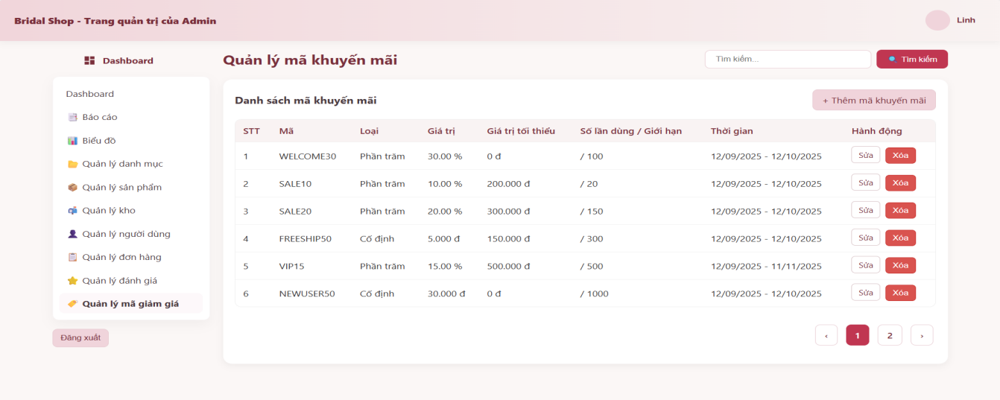 Bridal Shop - Trang quản trị của Admin
Linh
Dashboard
Dashboard
Báo cáo
Biểu đồ
Quản lý danh mục
Quản lý sản phẩm
Quản lý kho
Quản lý người dùng
Quản lý đơn hàng
Quản lý đánh giá
Quản lý mã giảm giá
Đăng xuất
Quản lý mã khuyến mãi
Tìm kiếm...
Tìm kiếm
Danh sách mã khuyến mãi
+ Thêm mã khuyến mãi
STT Mã Loại Giá trị Giá trị tối thiểu Số lần dùng / Giới hạn Thời gian Hành động
1 WELCOME30 Phần trăm 30.00 % 0 đ / 100 12/09/2025 - 12/10/2025 Sửa Xóa
2 SALE10 Phần trăm 10.00 % 200.000 đ / 20 12/09/2025 - 12/10/2025 Sửa Xóa
3 SALE20 Phần trăm 20.00 % 300.000 đ / 150 12/09/2025 - 12/10/2025 Sửa Xóa
4 FREESHIP50 Cố định 5.000 đ 150.000 đ / 300 12/09/2025 - 12/10/2025 Sửa Xóa
5 VIP15 Phần trăm 15.00 % 500.000 đ / 500 12/09/2025 - 11/11/2025 Sửa Xóa
6 NEWUSER50 Cố định 30.000 đ 0 đ / 1000 12/09/2025 - 12/10/2025 Sửa Xóa
‹ 1 2 ›